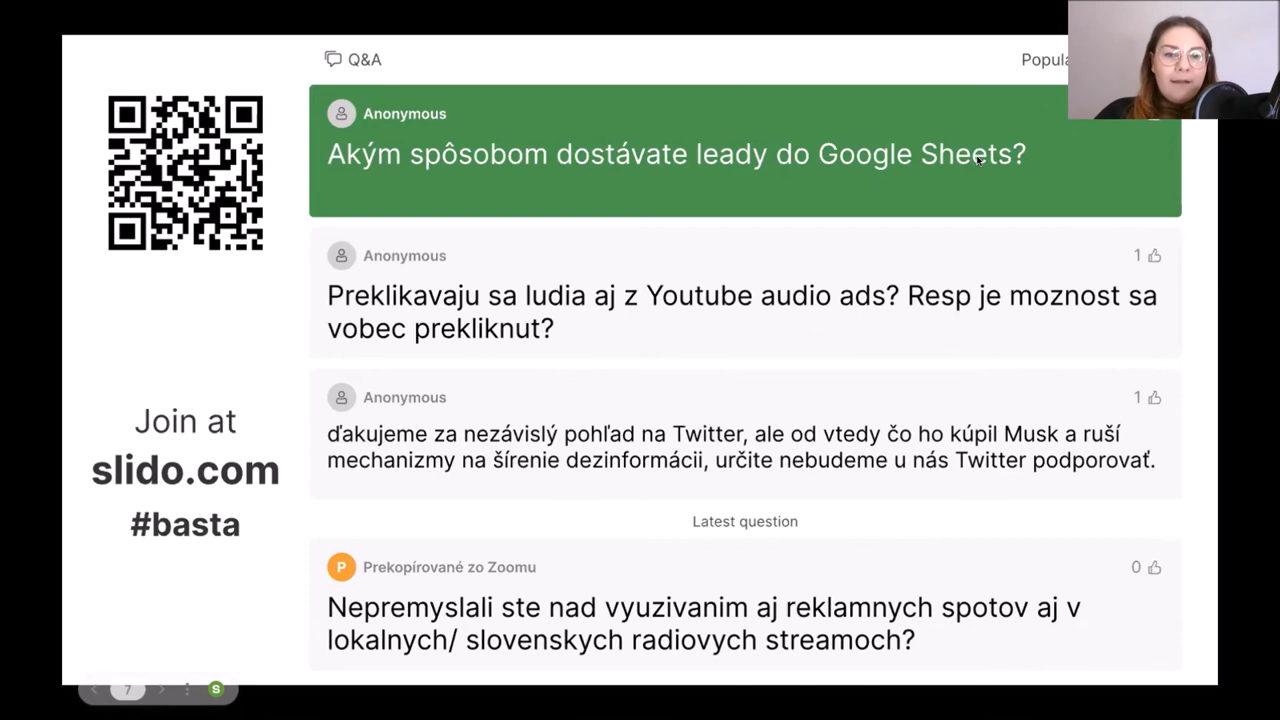 Q&A
Popula
Anonymous
Akým spôsobom dostávate leady do Google Sheets?
Anonymous
1
Preklikavaju sa ludia aj z Youtube audio ads? Resp je moznost sa
vobec prekliknut?
Anonymous
1
ďakujeme za nezávislý pohľad na Twitter, ale od vtedy čo ho kúpil Musk a ruší
mechanizmy na šírenie dezinformácii, určite nebudeme u nás Twitter podporovať.
Latest question
P Prekopírované zo Zoomu
0
Nepremyslali ste nad vyuzivanim aj reklamnych spotov aj v
lokalnych/ slovenskych radiovych streamoch?
Join at
slido.com
#basta
7
S